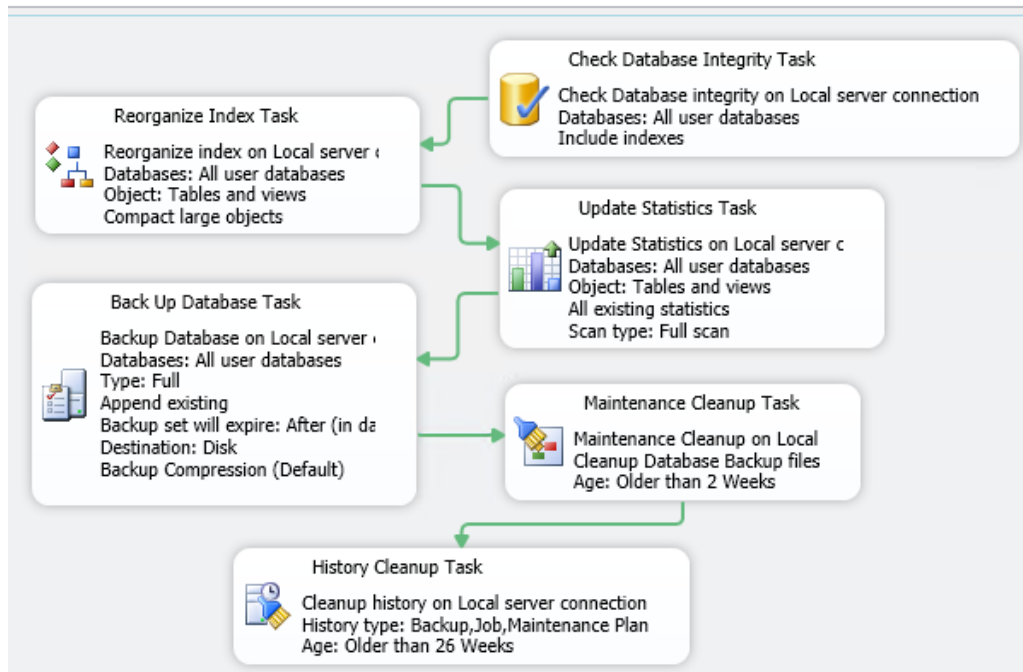 Check Database Integrity Task
Check Database integrity on Local server connection
Databases: All user databases
Include indexes
Reorganize Index Task
Reorganize index on Local server
Databases: All user databases
Object: Tables and views
Compact large objects
Update Statistics Task
Update Statistics on Local server c
Databases: All user databases
Object: Tables and views
All existing statistics
Scan type: Full scan
Back Up Database Task
Backup Database on Local server
Databases: All user databases
Type: Full
Append existing
Backup set will expire: After (in da
Destination: Disk
Backup Compression (Default)
Maintenance Cleanup Task
Maintenance Cleanup on Local
Cleanup Database Backup files
Age: Older than 2 Weeks
History Cleanup Task
Cleanup history on Local server connection
History type: Backup,Job,Maintenance Plan
Age: Older than 26 Weeks